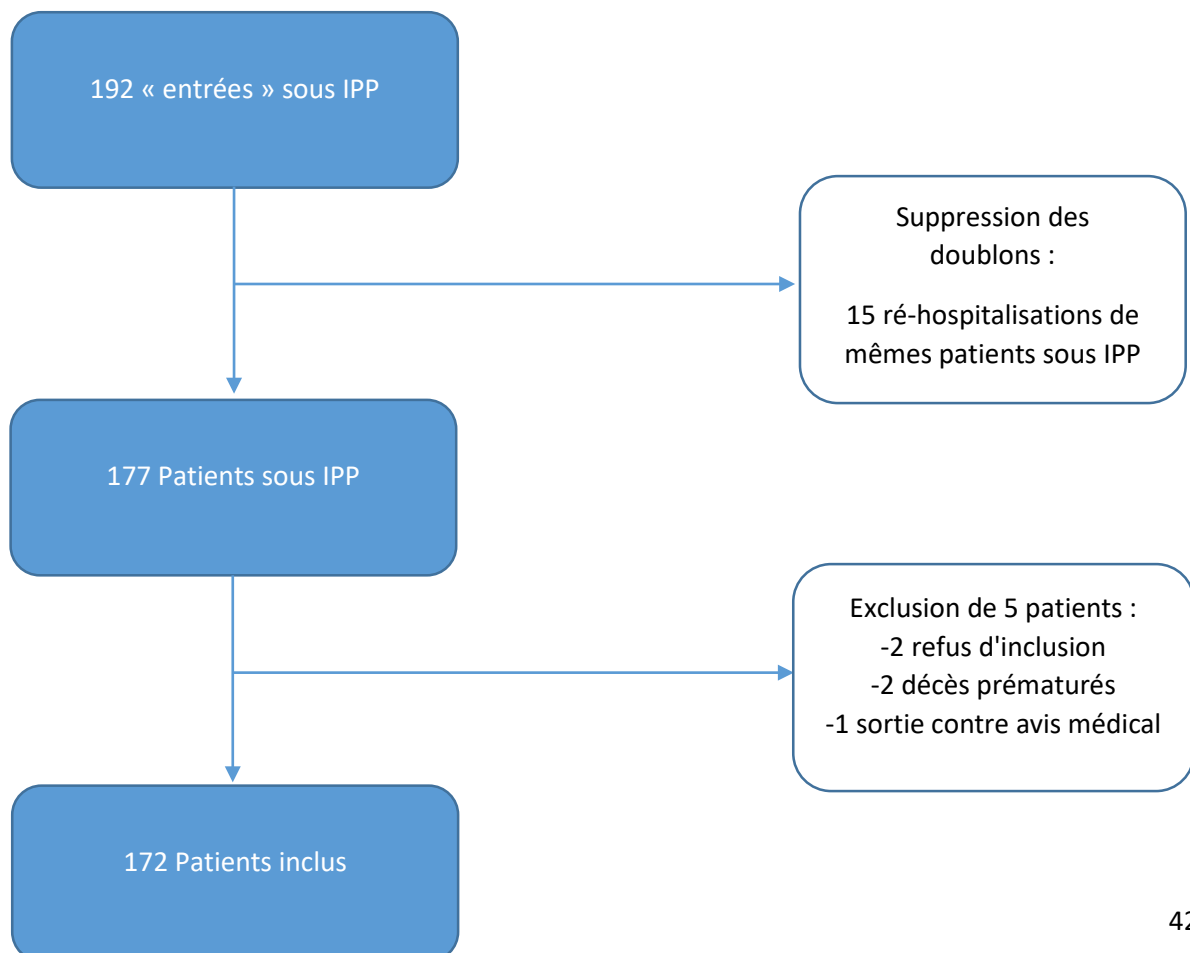 192 « entrées » sous IPP
Suppression des
doublons :
15 ré-hospitalisations de
mêmes patients sous IPP
177 Patients sous IPP
Exclusion de 5 patients :
-2 refus d'inclusion
-2 décès prématurés
-1 sortie contre avis médical
172 Patients inclus
42